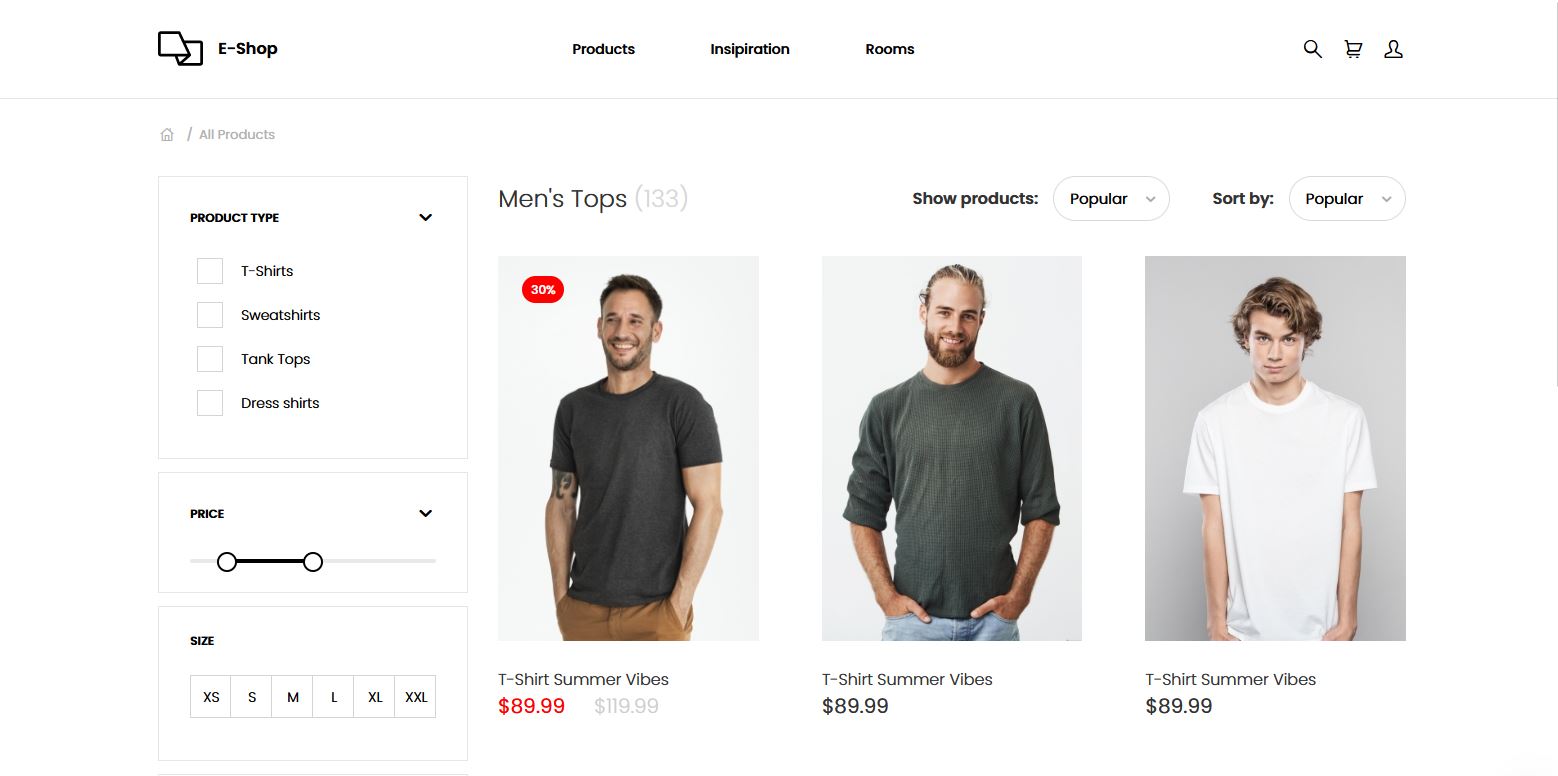 E-Shop
Products
Insipiration
Rooms
/ All Products
PRODUCT TYPE
T-Shirts
Sweatshirts
Tank Tops
Dress shirts
PRICE
SIZE
XS S M L XL XXL
Men's Tops (133)
Show products: Popular
Sort by: Popular
30%
T-Shirt Summer Vibes
$89.99 $119.99
T-Shirt Summer Vibes
$89.99
T-Shirt Summer Vibes
$89.99